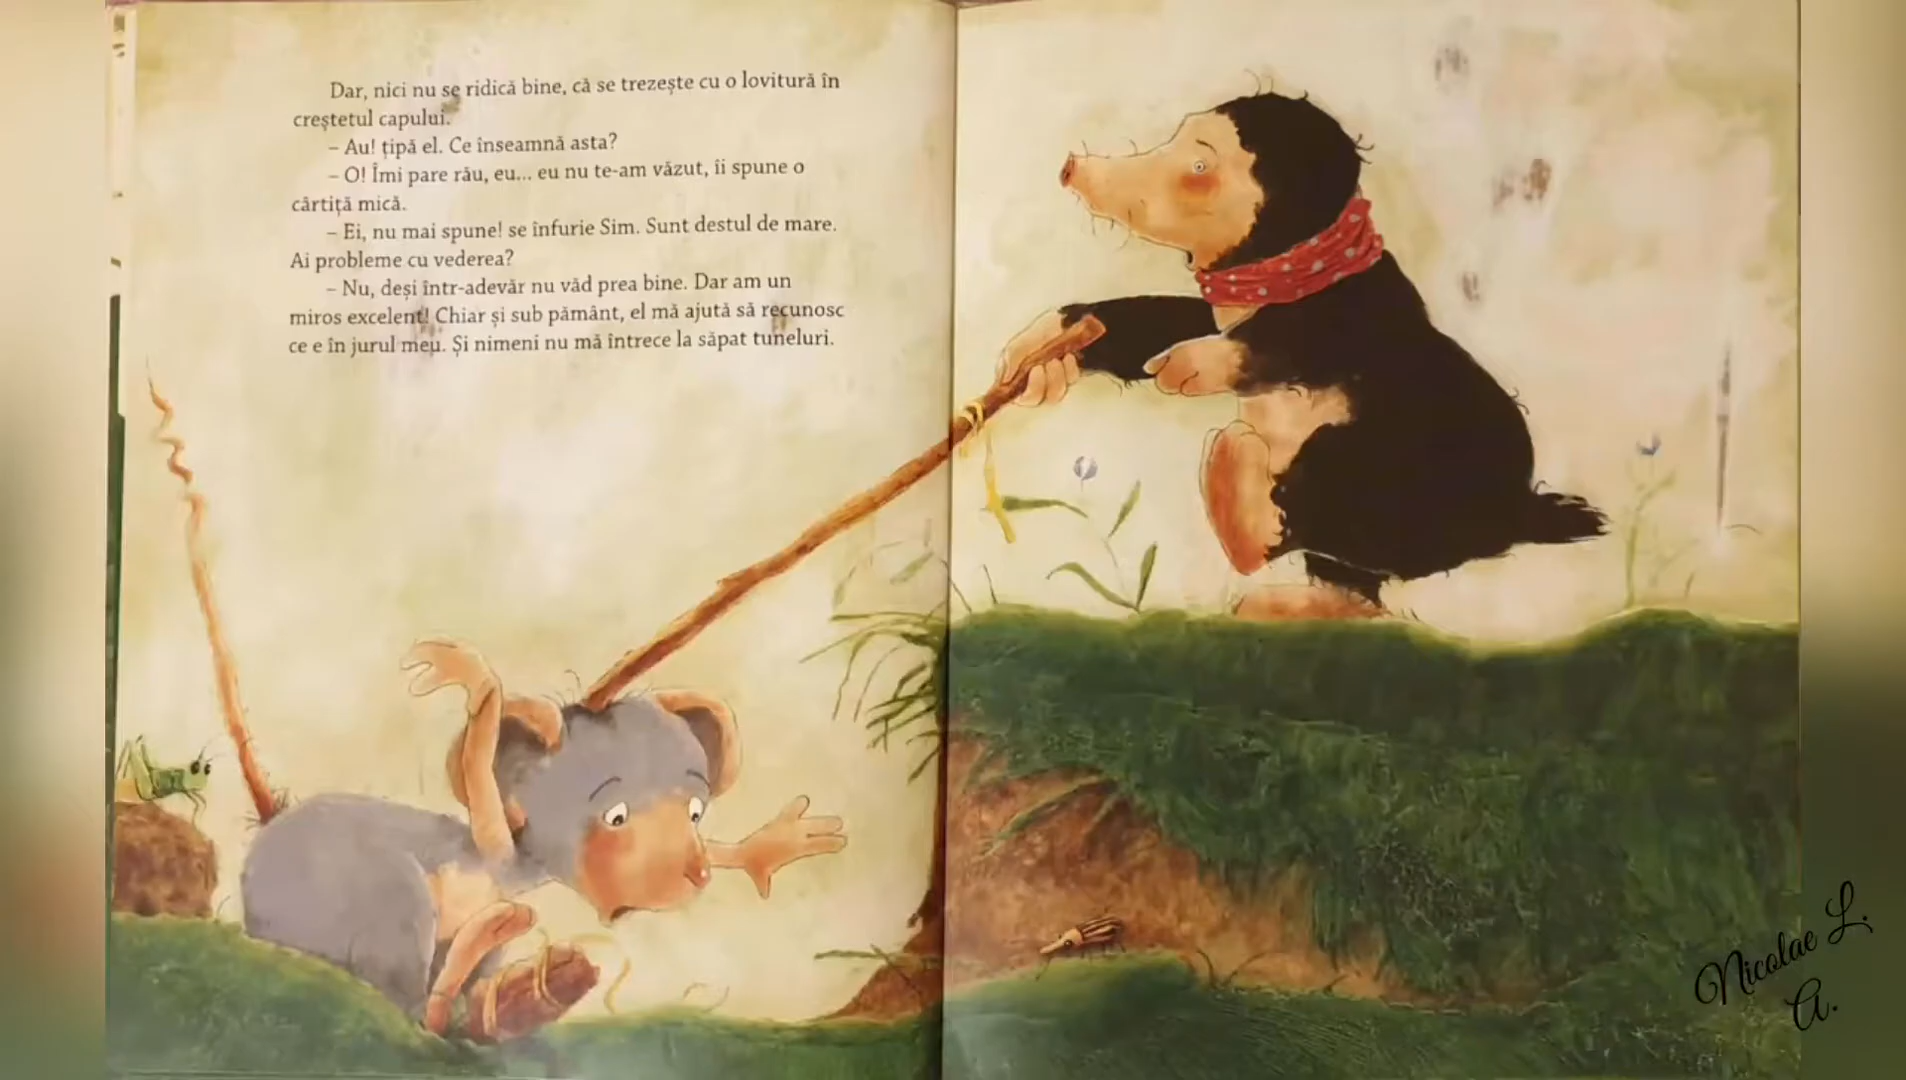 Dar, nici nu se ridică bine, că se trezește cu o lovitură în
creștetul capului.
– Au! țipă el. Ce înseamnă asta?
– O! Îmi pare rău, eu... eu nu te-am văzut, îi spune o
cârtiță mică.
– Ei, nu mai spune! se înfurie Sim. Sunt destul de mare.
Ai probleme cu vederea?
– Nu, deși într-adevăr nu văd prea bine. Dar am un
miros excelent! Chiar și sub pământ, el mă ajută să recunosc
ce e în jurul meu. Și nimeni nu mă întrece la săpat tuneluri.
Nicolae L.
A.